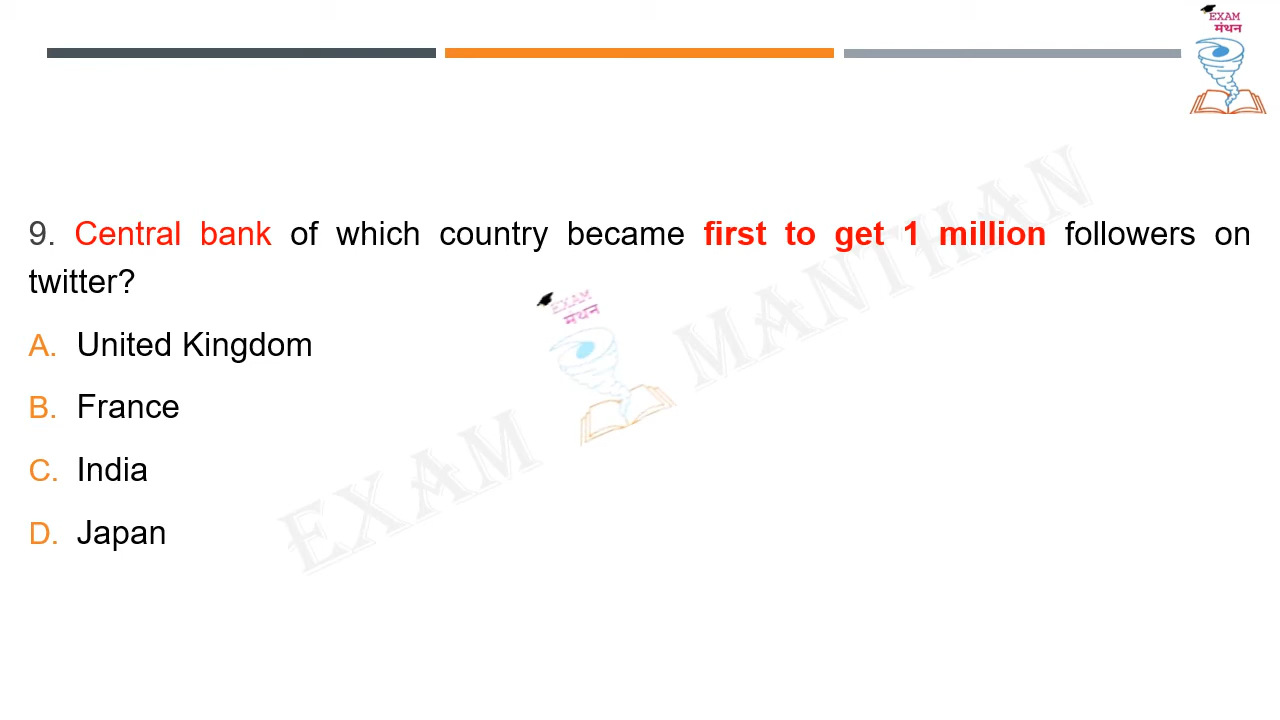 EXAM
मंथन
9. Central bank of which country became first to get 1 million followers on
twitter?
EXAM
मंथन
A. United Kingdom
B. France
C. India
D. Japan
EXAM MANTHAN